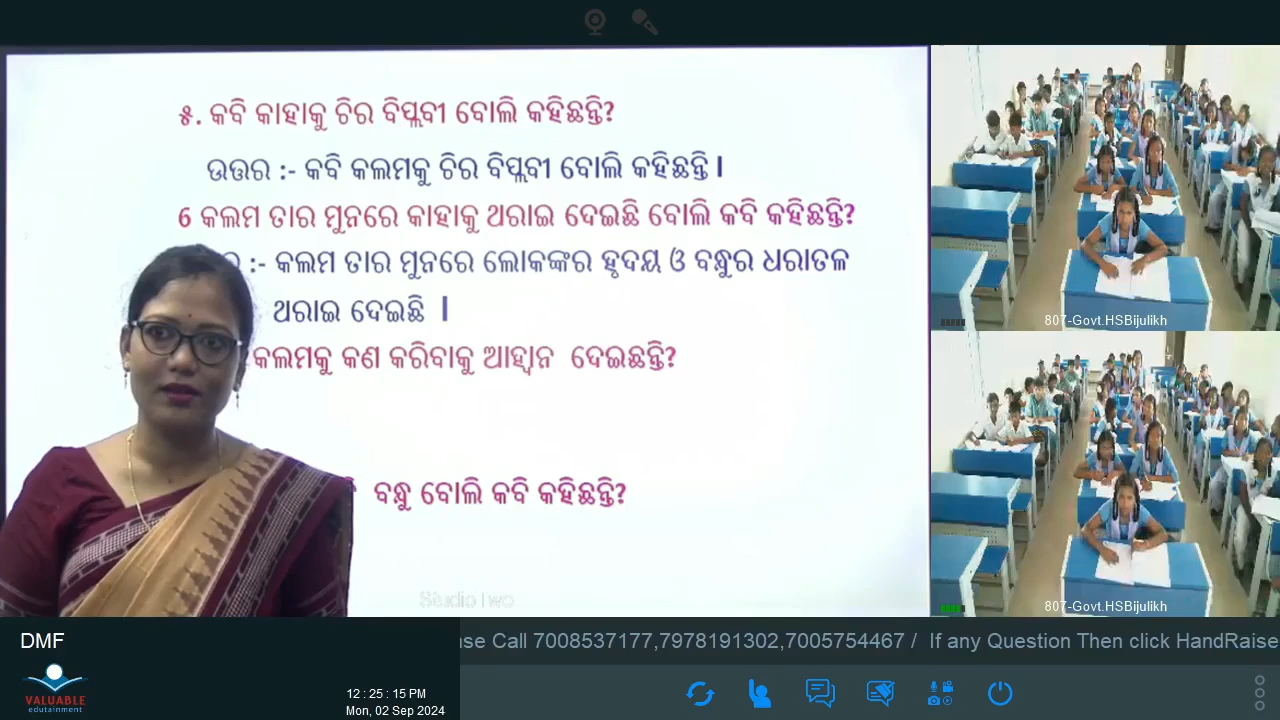 ୫. କବି କାହାକୁ ଚିର ବିପ୍ଳବୀ ବୋଲି କହିଛନ୍ତି?
ଉତ୍ତର :- କବି କଲମକୁ ଚିର ବିପ୍ଳବୀ ବୋଲି କହିଛନ୍ତି ।
6 କଲମ ତାର ମୁନରେ କାହାକୁ ଥରାଇ ଦେଇଛି ବୋଲି କବି କହିଛନ୍ତି?
:- କଲମ ତାର ମୁନରେ ଲୋକଙ୍କର ହୃଦୟ ଓ ବନ୍ଧୁର ଧରାତଳ
ଥରାଇ ଦେଇଛି ।
କଲମକୁ କଣ କରିବାକୁ ଆହ୍ୱାନ ଦେଇଛନ୍ତି?
ବନ୍ଧୁ ବୋଲି କବି କହିଛନ୍ତି?
Studio Two
807-Govt.HSBijulikh
807-Govt.HSBijulikh
DMF
se Call 7008537177,7978191302,7005754467 / If any Question Then click HandRaise
VALUABLE
edutainment
12 : 25 : 15 PM
Mon, 02 Sep 2024